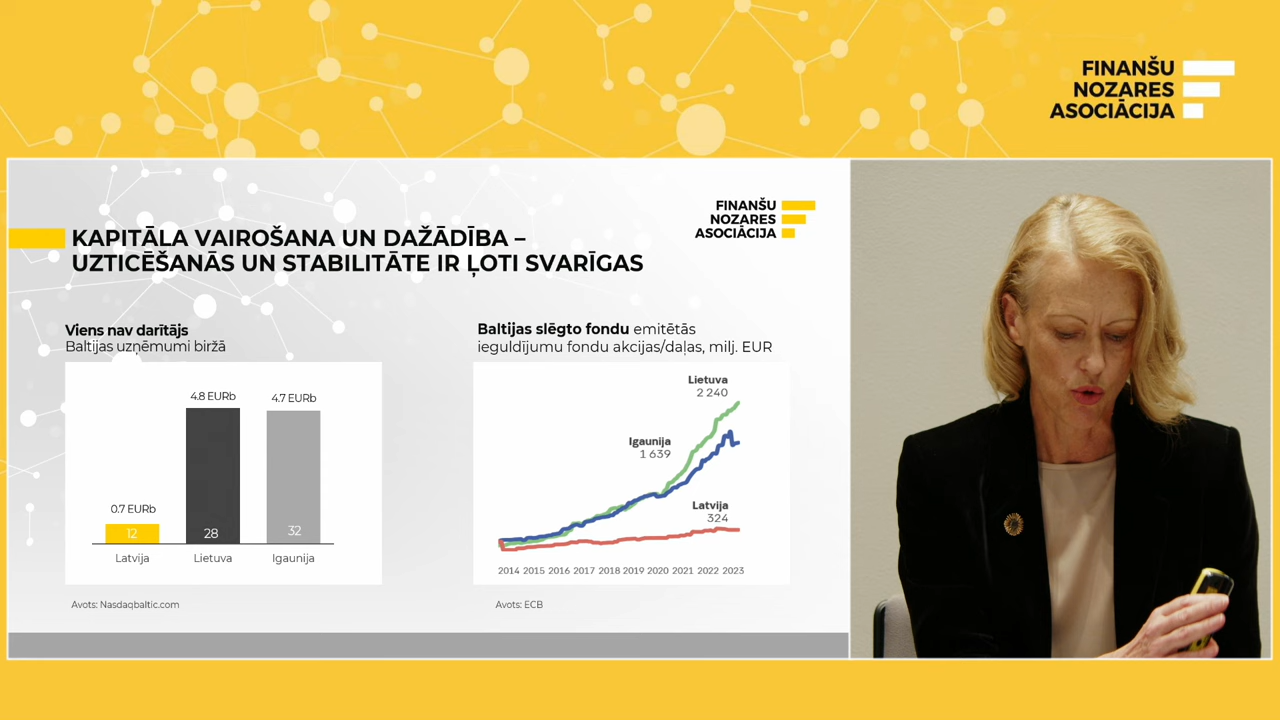 FINANŠU
NOZARES
ASOCIĀCIJA
FINANŠU
NOZARES
ASOCIĀCIJA
KAPITĀLA VAIROŠANA UN DAŽĀDĪBA –
UZTICĒŠANĀS UN STABILITĀTE IR ĻOTI SVARĪGAS
Viens nav darītājs
Baltijas uzņēmumi biržā
4.8 EURb
4.7 EURb
0.7 EURb
12
28
32
Latvija
Lietuva
Igaunija
Avots: Nasdaqbaltic.com
Baltijas slēgto fondu emitētās
ieguldījumu fondu akcijas/daļas, milj. EUR
Lietuva
2 240
Igaunija
1 639
Latvija
324
2014 2015 2016 2017 2018 2019 2020 2021 2022 2023
Avots: ECB